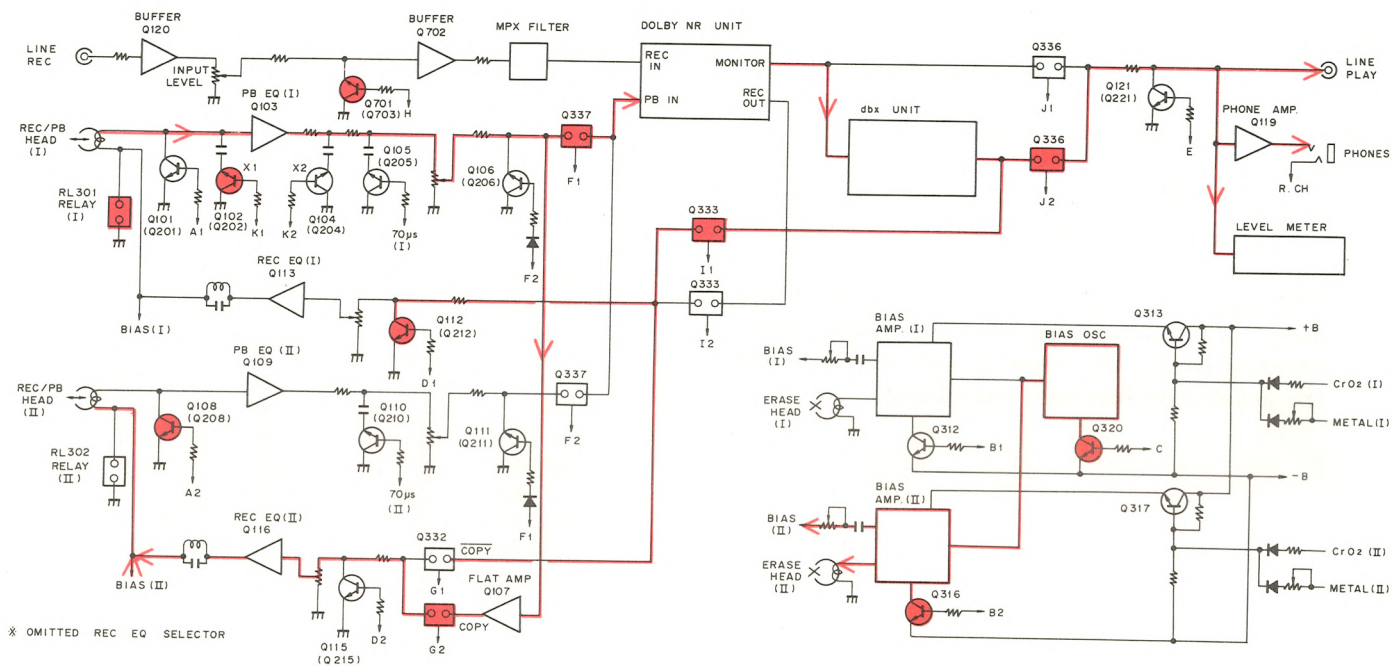 BUFFER
Q120
LINE
REC
INPUT
LEVEL
BUFFER
Q702
MPX FILTER
DOLBY NR UNIT
REC
IN
MONITOR
PB IN
REC
OUT
Q701
(Q703)
H
Q336
J1
LINE
PLAY
Q121
(Q221)
E
PHONE AMP.
Q119
PHONES
R. CH
dbx UNIT
Q336
J2
LEVEL METER
PB EQ (I)
Q103
REC/PB
HEAD
(I)
RL301
RELAY
(I)
Q101
(Q201)
A1
X1
Q102
(Q202)
K1
X2
K2
Q104
(Q204)
Q105
(Q205)
70µs
(I)
Q106
(Q206)
F2
Q337
F1
Q333
I1
Q333
I2
REC EQ(I)
Q113
BIAS(I)
Q112
(Q212)
D1
PB EQ (II)
Q109
REC/PB
HEAD
(II)
RL302
RELAY
(II)
Q108
(Q208)
A2
Q110
(Q210)
70µs
(II)
Q111
(Q211)
F1
Q337
F2
REC EQ(II)
Q116
BIAS(II)
Q115
(Q215)
D2
Q332
COPY
G1
FLAT AMP
Q107
COPY
G2
※ OMITTED REC EQ SELECTOR
BIAS
AMP. (I)
BIAS
(I)
ERASE
HEAD
(I)
Q312
B1
BIAS OSC
Q320
C
Q313
+B
CrO2 (I)
METAL(I)
-B
BIAS
AMP.(II)
BIAS
(II)
ERASE
HEAD
(II)
Q316
B2
Q317
CrO2 (II)
METAL(II)